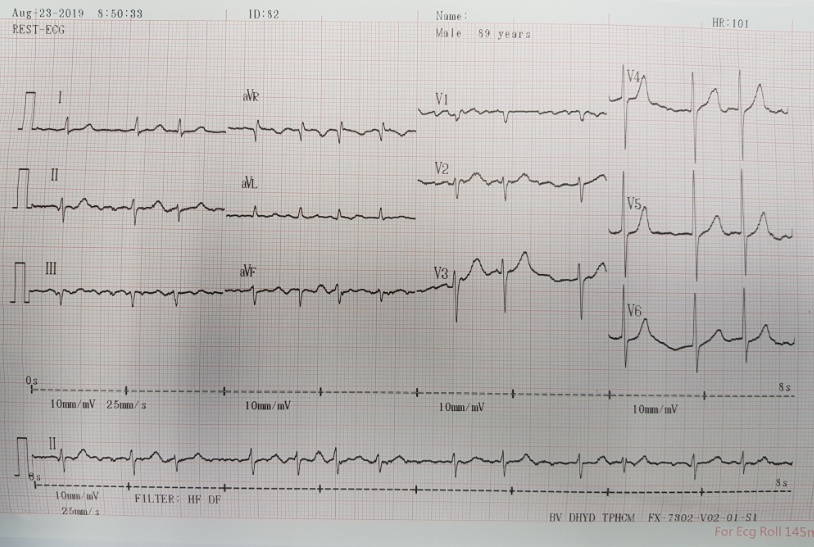 Aug-23-2019 8:50:33 ID:82 Name:
REST-ECG Male 89 years HR:101
I aVR V1 V4
II aVL V2 V5
III aVF V3 V6
0s 8s
10mm/mV 25mm/s 10mm/mV 10mm/mV 10mm/mV
II
0s 8s
10mm/mV FILTER: HF DF
25mm/s
BV DHYD TPHCM FX-7302-V02-01-S1
For Ecg Roll 145m